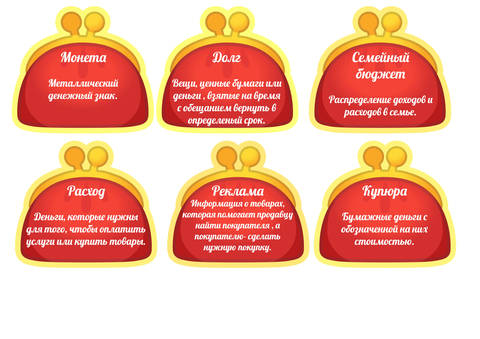 Монета
Металлический
денежный знак.
Долг
Вещи, ценные бумаги или
деньги , взятые на время
с обещанием вернуть в
определеный срок.
Семейный
бюджет
Распределение доходов и
расходов в семье.
Расход
Деньги, которые нужны
для того, чтобы оплатить
услуги или купить товары.
Реклама
Информация о товарах,
которая помогает продавцу
найти покупателя , а
покупателю- сделать
нужную покупку.
Купюра
Бумажные деньги с
обозначенной на них
стоимостью.